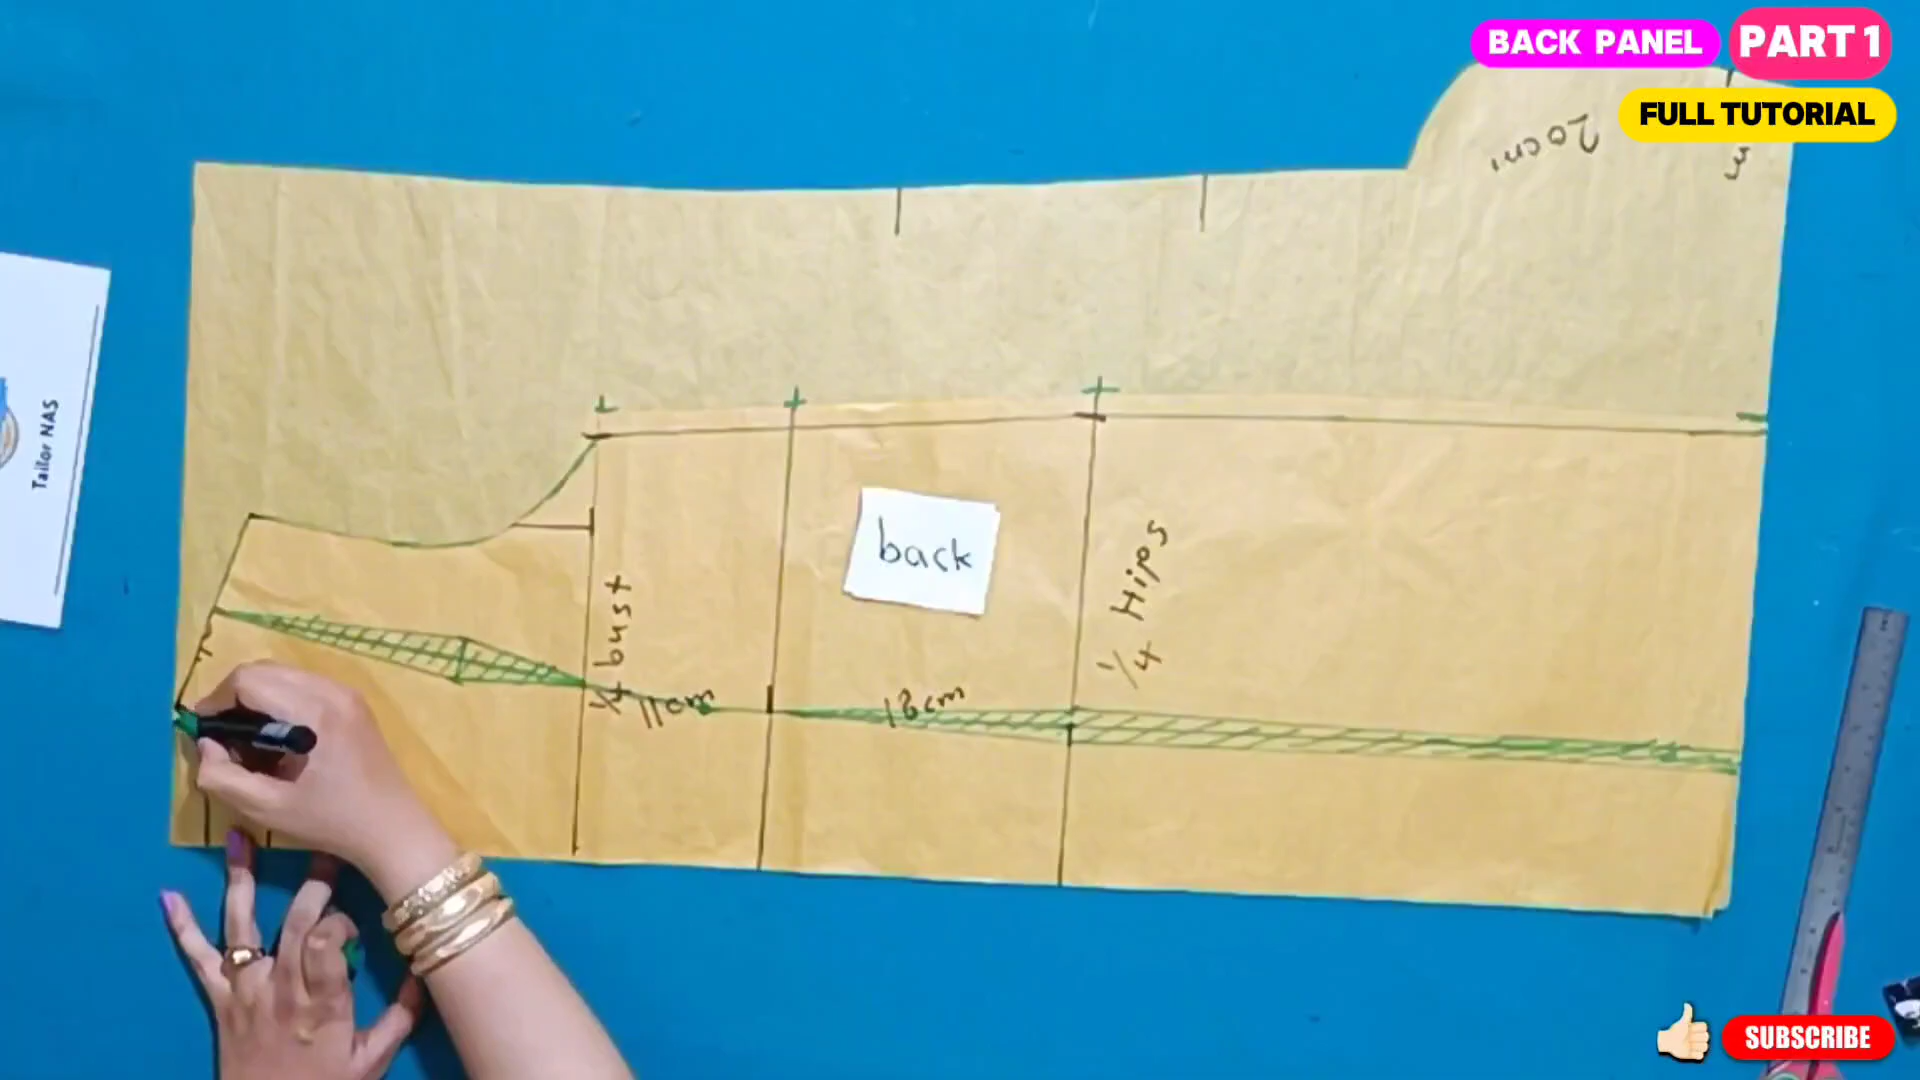 BACK PANEL
PART 1
FULL TUTORIAL
20cm
Tailor NAS
back
1/4 bust
11cm
18cm
1/4 Hips
SUBSCRIBE